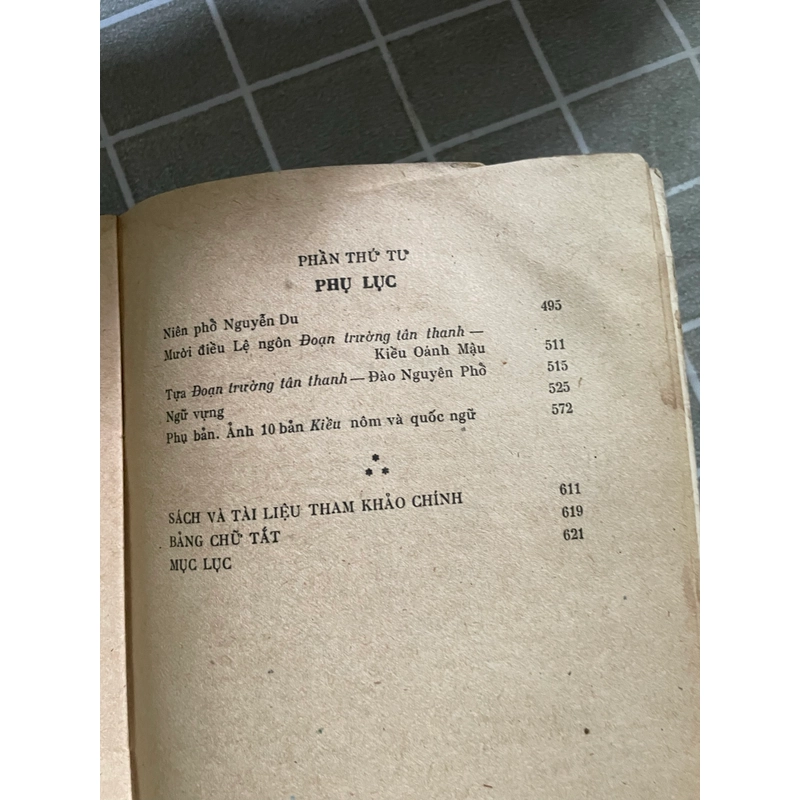 PHẦN THỨ TƯ
PHỤ LỤC
Niên phổ Nguyễn Du 495
Mười điều Lệ ngôn Đoạn trường tân thanh —
Kiều Oánh Mậu 511
Tựa Đoạn trường tân thanh — Đào Nguyên Phổ 515
Ngữ vựng 525
Phụ bản. Ảnh 10 bản Kiều nôm và quốc ngữ 572
*
* *
SÁCH VÀ TÀI LIỆU THAM KHẢO CHÍNH 611
BẢNG CHỮ TẮT 619
MỤC LỤC 621